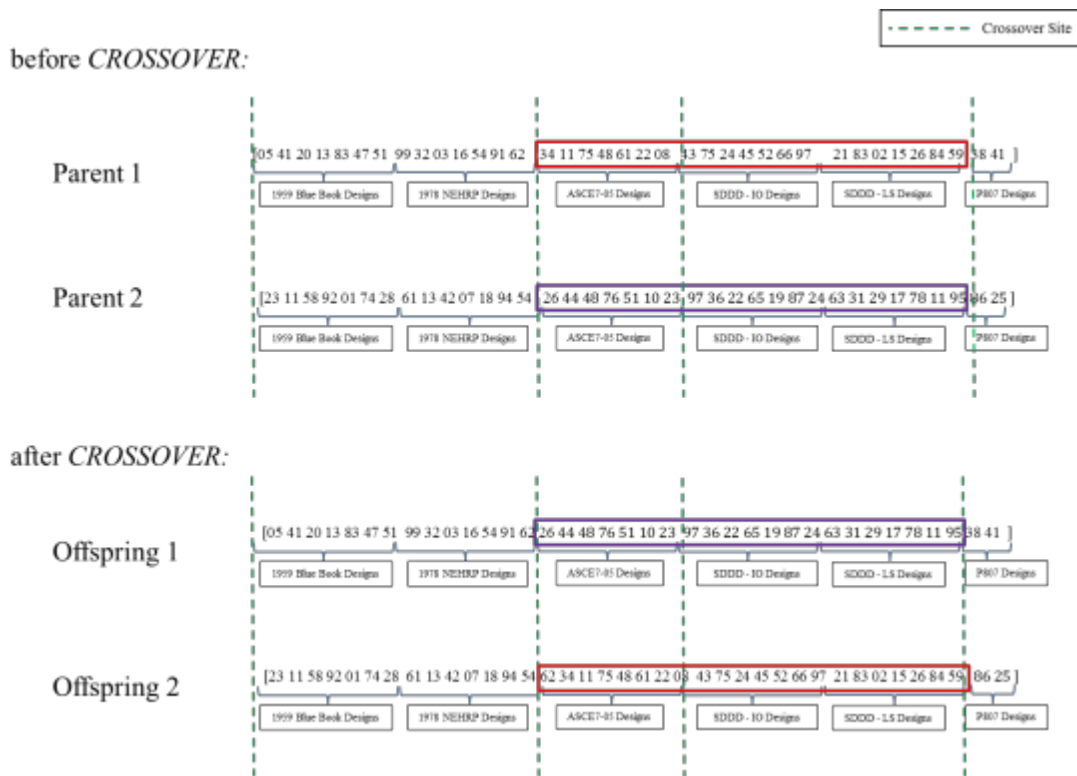 Crossover Site
before CROSSOVER:
Parent 1
[05 41 20 13 83 47 51 99 32 03 16 54 91 62 34 11 75 48 61 22 08 43 75 24 45 52 66 97 21 83 02 15 26 84 59 38 41 ]
1959 Blue Book Designs 1978 NEHRP Designs ASCE7-05 Designs SDDD - IO Designs SDDD - LS Designs P807 Designs
Parent 2
[23 11 58 92 01 74 28 61 13 42 07 18 94 54 26 44 48 76 51 10 23 97 36 22 65 19 87 24 63 31 29 17 78 11 95 86 25 ]
1959 Blue Book Designs 1978 NEHRP Designs ASCE7-05 Designs SDDD - IO Designs SDDD - LS Designs P807 Designs
after CROSSOVER:
Offspring 1
[05 41 20 13 83 47 51 99 32 03 16 54 91 62 26 44 48 76 51 10 23 97 36 22 65 19 87 24 63 31 29 17 78 11 95 38 41 ]
1959 Blue Book Designs 1978 NEHRP Designs ASCE7-05 Designs SDDD - IO Designs SDDD - LS Designs P807 Designs
Offspring 2
[23 11 58 92 01 74 28 61 13 42 07 18 94 54 62 34 11 75 48 61 22 08 43 75 24 45 52 66 97 21 83 02 15 26 84 59 86 25 ]
1959 Blue Book Designs 1978 NEHRP Designs ASCE7-05 Designs SDDD - IO Designs SDDD - LS Designs P807 Designs